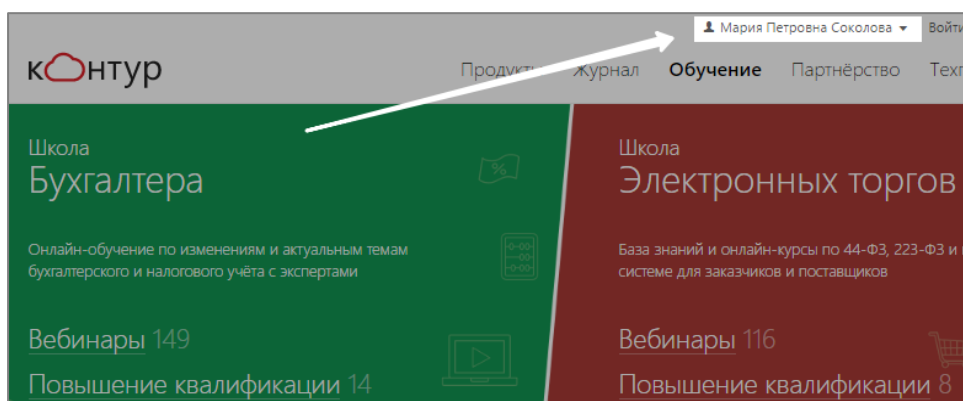 Мария Петровна Соколова
Войти
кОнтур
Продукты Журнал Обучение Партнёрство
Школа
Бухгалтера
Онлайн-обучение по изменениям и актуальным темам
бухгалтерского и налогового учёта с экспертами
Вебинары 149
Повышение квалификации 14
Школа
Электронных торгов
База знаний и онлайн-курсы по 44-ФЗ, 223-ФЗ и
системе для заказчиков и поставщиков
Вебинары 116
Повышение квалификации 8